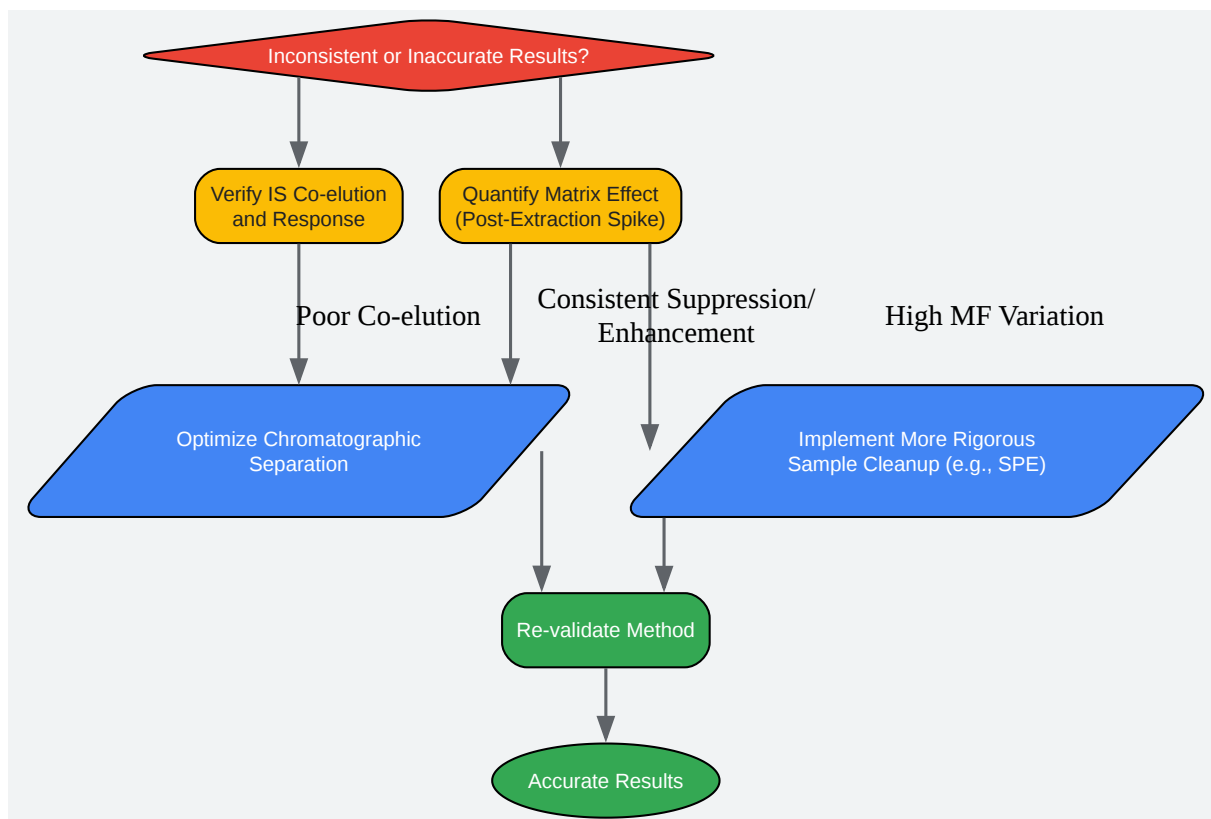 Inconsistent or Inaccurate Results?
Verify IS Co-elution
and Response
Quantify Matrix Effect
(Post-Extraction Spike)
Poor Co-elution
Consistent Suppression/
Enhancement
High MF Variation
Optimize Chromatographic
Separation
Implement More Rigorous
Sample Cleanup (e.g., SPE)
Re-validate Method
Accurate Results